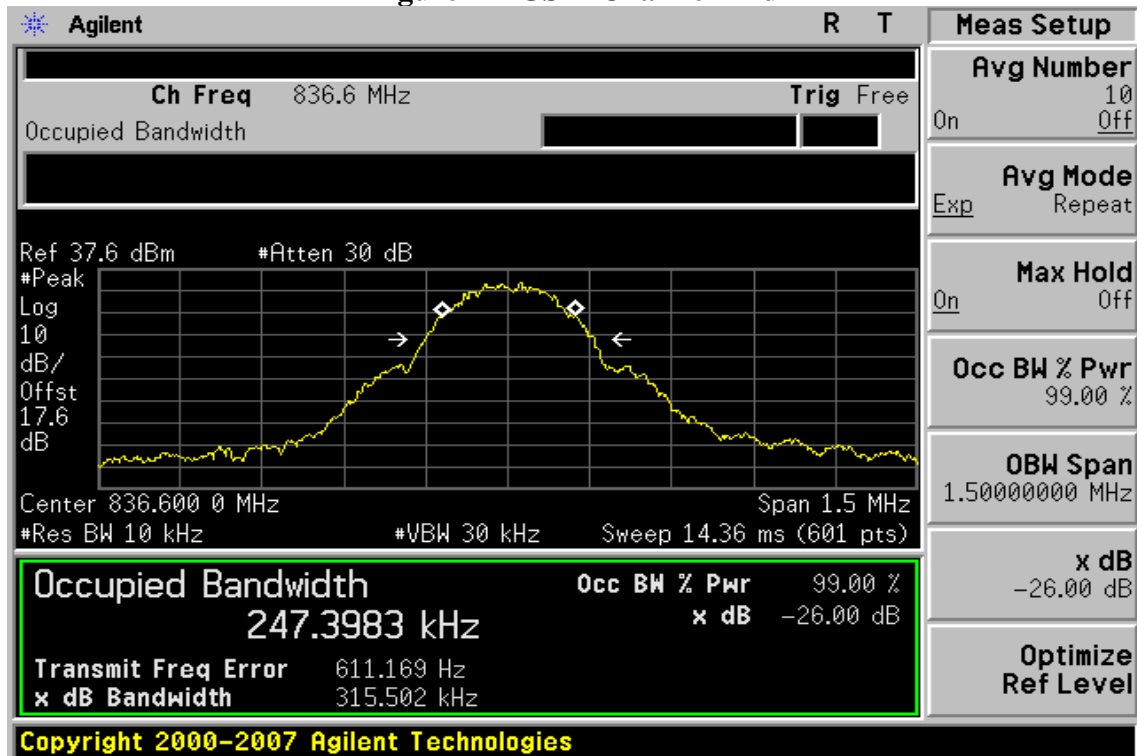 Agilent R T Meas Setup
Ch Freq 836.6 MHz Trig Free
Occupied Bandwidth
Avg Number
10
On Off
Avg Mode
Exp Repeat
Max Hold
On Off
Occ BW % Pwr
99.00 %
OBW Span
1.50000000 MHz
x dB
-26.00 dB
Optimize
Ref Level
Ref 37.6 dBm #Atten 30 dB
#Peak
Log
10
dB/
Offst
17.6
dB
Center 836.600 0 MHz Span 1.5 MHz
#Res BW 10 kHz #VBW 30 kHz Sweep 14.36 ms (601 pts)
Occupied Bandwidth Occ BW % Pwr 99.00 %
247.3983 kHz x dB -26.00 dB
Transmit Freq Error 611.169 Hz
x dB Bandwidth 315.502 kHz
Copyright 2000-2007 Agilent Technologies